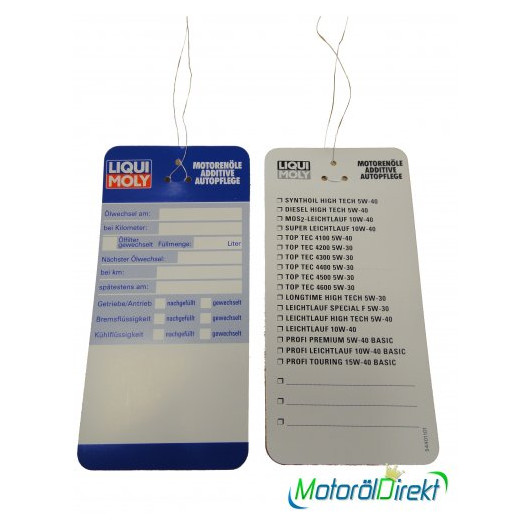 LIQUI
MOLY
MOTORENÖLE
ADDITIVE
AUTOPFLEGE
Ölwechsel am:
bei Kilometer:
Ölfilter
gewechselt Füllmenge: Liter
Nächster Ölwechsel:
bei km:
spätestens am:
Getriebe/Antrieb nachgefüllt gewechselt
Bremsflüssigkeit nachgefüllt gewechselt
Kühlflüssigkeit nachgefüllt gewechselt
LIQUI
MOLY
MOTORENÖLE
ADDITIVE
AUTOPFLEGE
SYNTHOIL HIGH TECH 5W-40
DIESEL HIGH TECH 5W-40
MOS2-LEICHTLAUF 10W-40
SUPER LEICHTLAUF 10W-40
TOP TEC 4100 5W-40
TOP TEC 4200 5W-30
TOP TEC 4300 5W-30
TOP TEC 4400 5W-30
TOP TEC 4500 5W-30
TOP TEC 4600 5W-30
LONGTIME HIGH TECH 5W-30
LEICHTLAUF SPECIAL F 5W-30
LEICHTLAUF HIGH TECH 5W-40
LEICHTLAUF 10W-40
PROFI PREMIUM 5W-40 BASIC
PROFI LEICHTLAUF 10W-40 BASIC
PROFI TOURING 15W-40 BASIC
MotorölDirekt